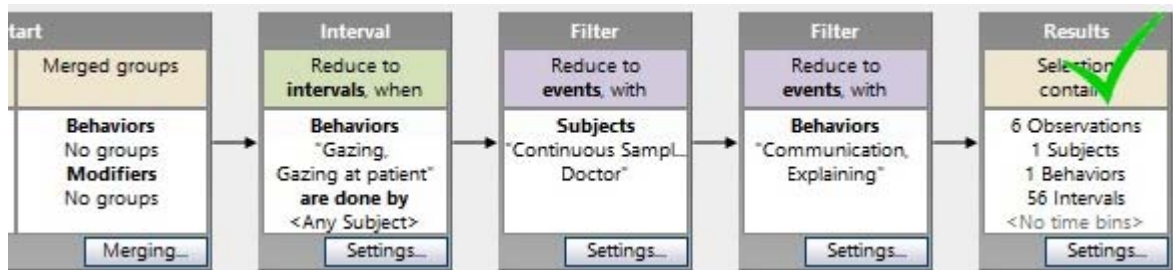 tart
Merged groups
Behaviors
No groups
Modifiers
No groups
Merging...
Interval
Reduce to
intervals, when
Behaviors
"Gazing,
Gazing at patient"
are done by
<Any Subject>
Settings...
Filter
Reduce to
events, with
Subjects
"Continuous Sampl...
Doctor"
Settings...
Filter
Reduce to
events, with
Behaviors
"Communication,
Explaining"
Settings...
Results
Selection
contai
6 Observations
1 Subjects
1 Behaviors
56 Intervals
<No time bins>
Settings...